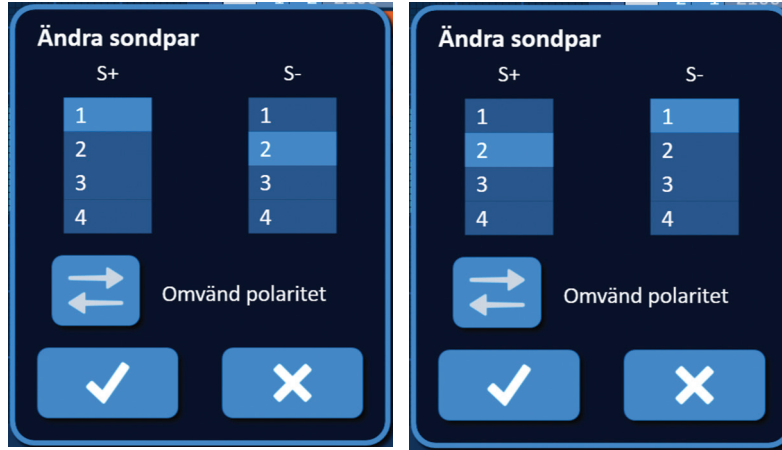 Ändra sondpar
S+ S-
1 1
2 2
3 3
4 4
Omvänd polaritet
Ändra sondpar
S+ S-
1 1
2 2
3 3
4 4
Omvänd polaritet